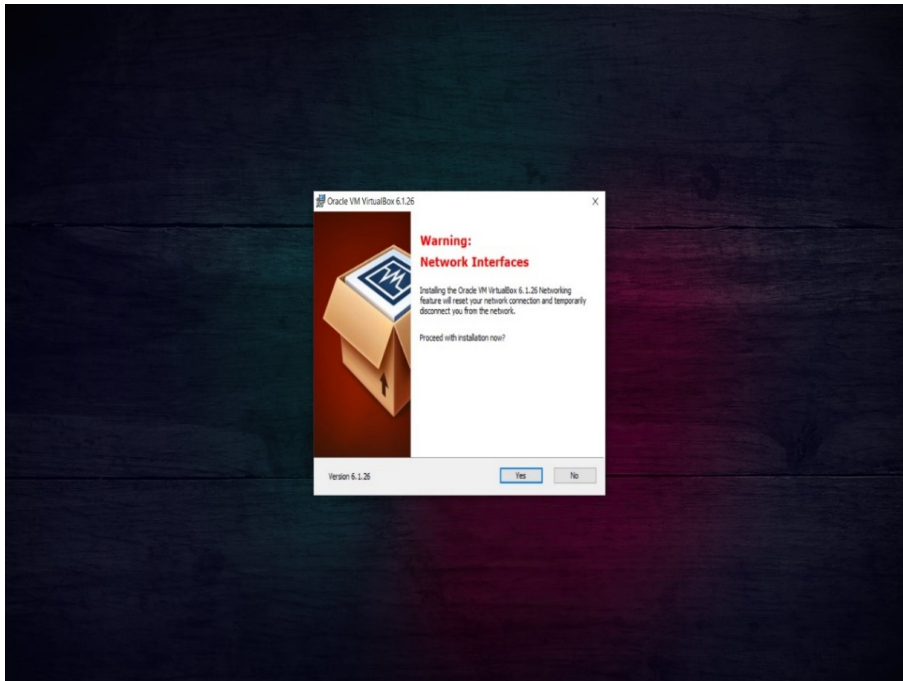 Oracle VM VirtualBox 6.1.26
Warning:
Network Interfaces
Installing the Oracle VM VirtualBox 6.1.26 Networking
feature will reset your network connection and temporarily
disconnect you from the network.
Proceed with installation now?
Version 6.1.26
Yes
No